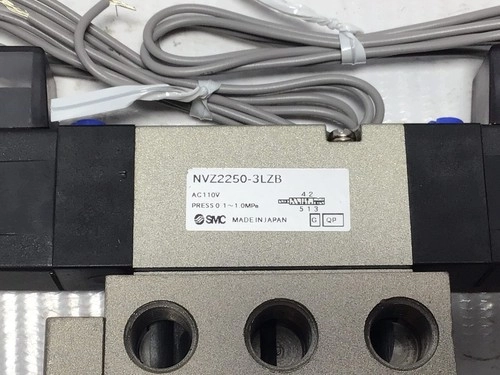 NVZ2250-3LZB
AC110V
4 2
PRESS 0.1~1.0MPa
5 1 3
SMC MADE IN JAPAN
O QP